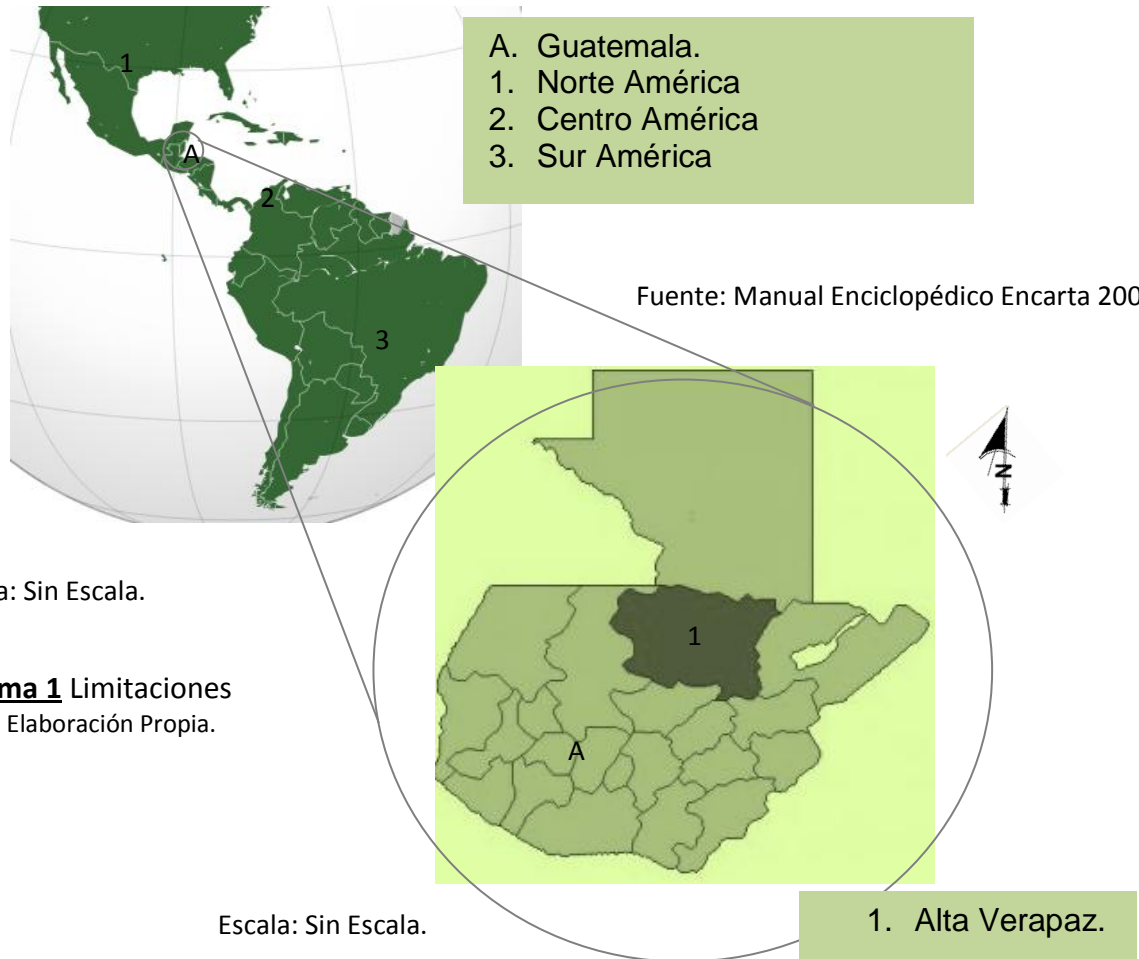 A. Guatemala.
1. Norte América
2. Centro América
3. Sur América
1
A
2
3
Fuente: Manual Enciclopédico Encarta 200
N
a: Sin Escala.
1
ma 1 Limitaciones
Elaboración Propia.
A
Escala: Sin Escala.
1. Alta Verapaz.